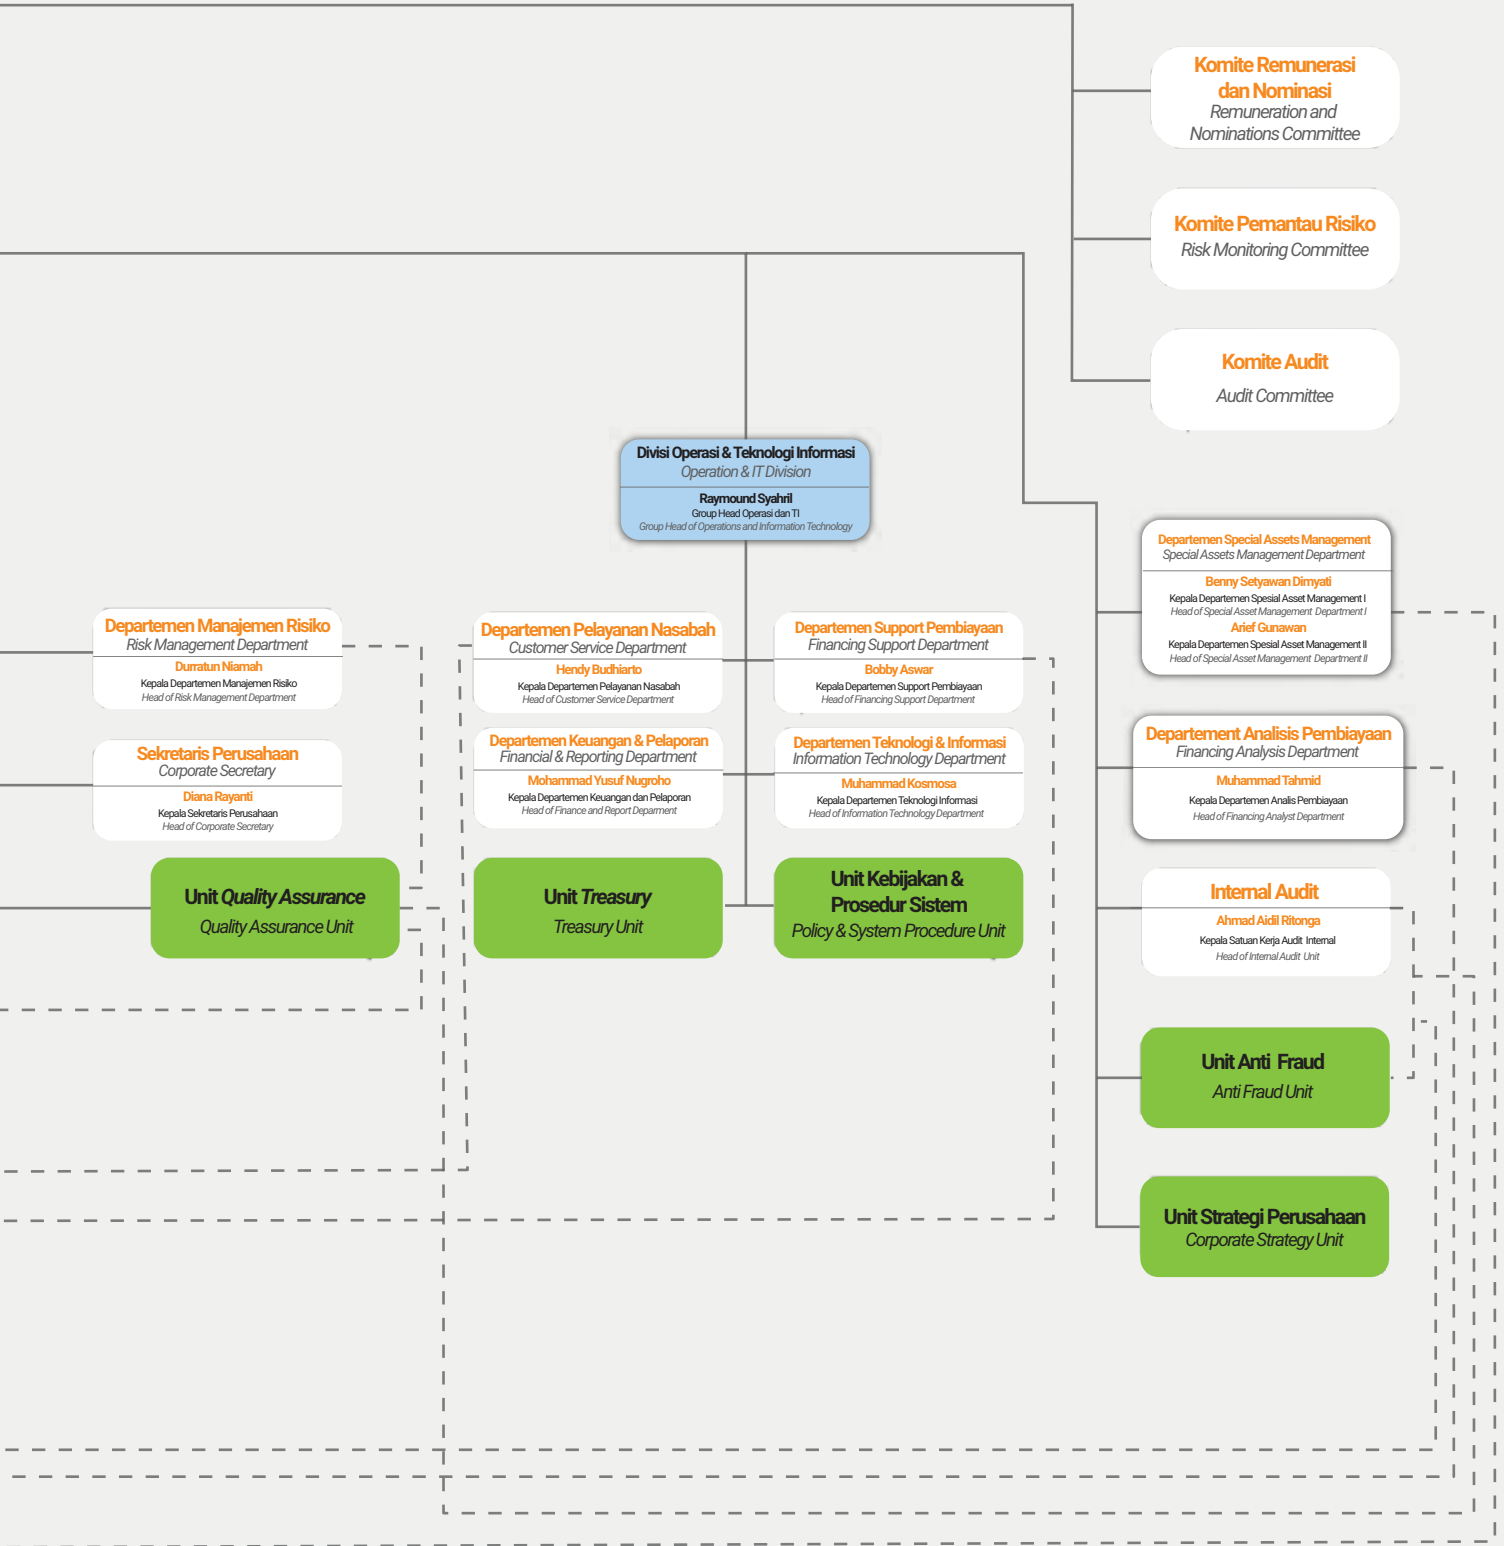 Komite Remunerasi
dan Nominasi
Remuneration and
Nominations Committee
Komite Pemantau Risiko
Risk Monitoring Committee
Komite Audit
Audit Committee
Divisi Operasi & Teknologi Informasi
Operation & IT Division
Raymound Syahril
Group Head Operasi dan TI
Group Head of Operations and Information Technology
Departemen Special Assets Management
Special Assets Management Department
Benny Setyawan Dimyati
Kepala Departemen Spesial Asset Management I
Head of Special Asset Management Department I
Arief Gunawan
Kepala Departemen Spesial Asset Management II
Head of Special Asset Management Department II
Departemen Manajemen Risiko
Risk Management Department
Durratun Niamah
Kepala Departemen Manajemen Risiko
Head of Risk Management Department
Departemen Pelayanan Nasabah
Customer Service Department
Hendy Budhiarto
Kepala Departemen Pelayanan Nasabah
Head of Customer Service Department
Departemen Support Pembiayaan
Financing Support Department
Bobby Aswar
Kepala Departemen Support Pembiayaan
Head of Financing Support Department
Departement Analisis Pembiayaan
Financing Analysis Department
Muhammad Tahmid
Kepala Departemen Analis Pembiayaan
Head of Financing Analyst Department
Sekretaris Perusahaan
Corporate Secretary
Diana Rayanti
Kepala Sekretaris Perusahaan
Head of Corporate Secretary
Departemen Keuangan & Pelaporan
Financial & Reporting Department
Mohammad Yusuf Nugroho
Kepala Departemen Keuangan dan Pelaporan
Head of Finance and Report Deparment
Departemen Teknologi & Informasi
Information Technology Department
Muhammad Kosmosa
Kepala Departemen Teknologi Informasi
Head of Information Technology Department
Unit Quality Assurance
Quality Assurance Unit
Unit Treasury
Treasury Unit
Unit Kebijakan &
Prosedur Sistem
Policy & System Procedure Unit
Internal Audit
Ahmad Aidil Ritonga
Kepala Satuan Kerja Audit Internal
Head of Internal Audit Unit
Unit Anti Fraud
Anti Fraud Unit
Unit Strategi Perusahaan
Corporate Strategy Unit